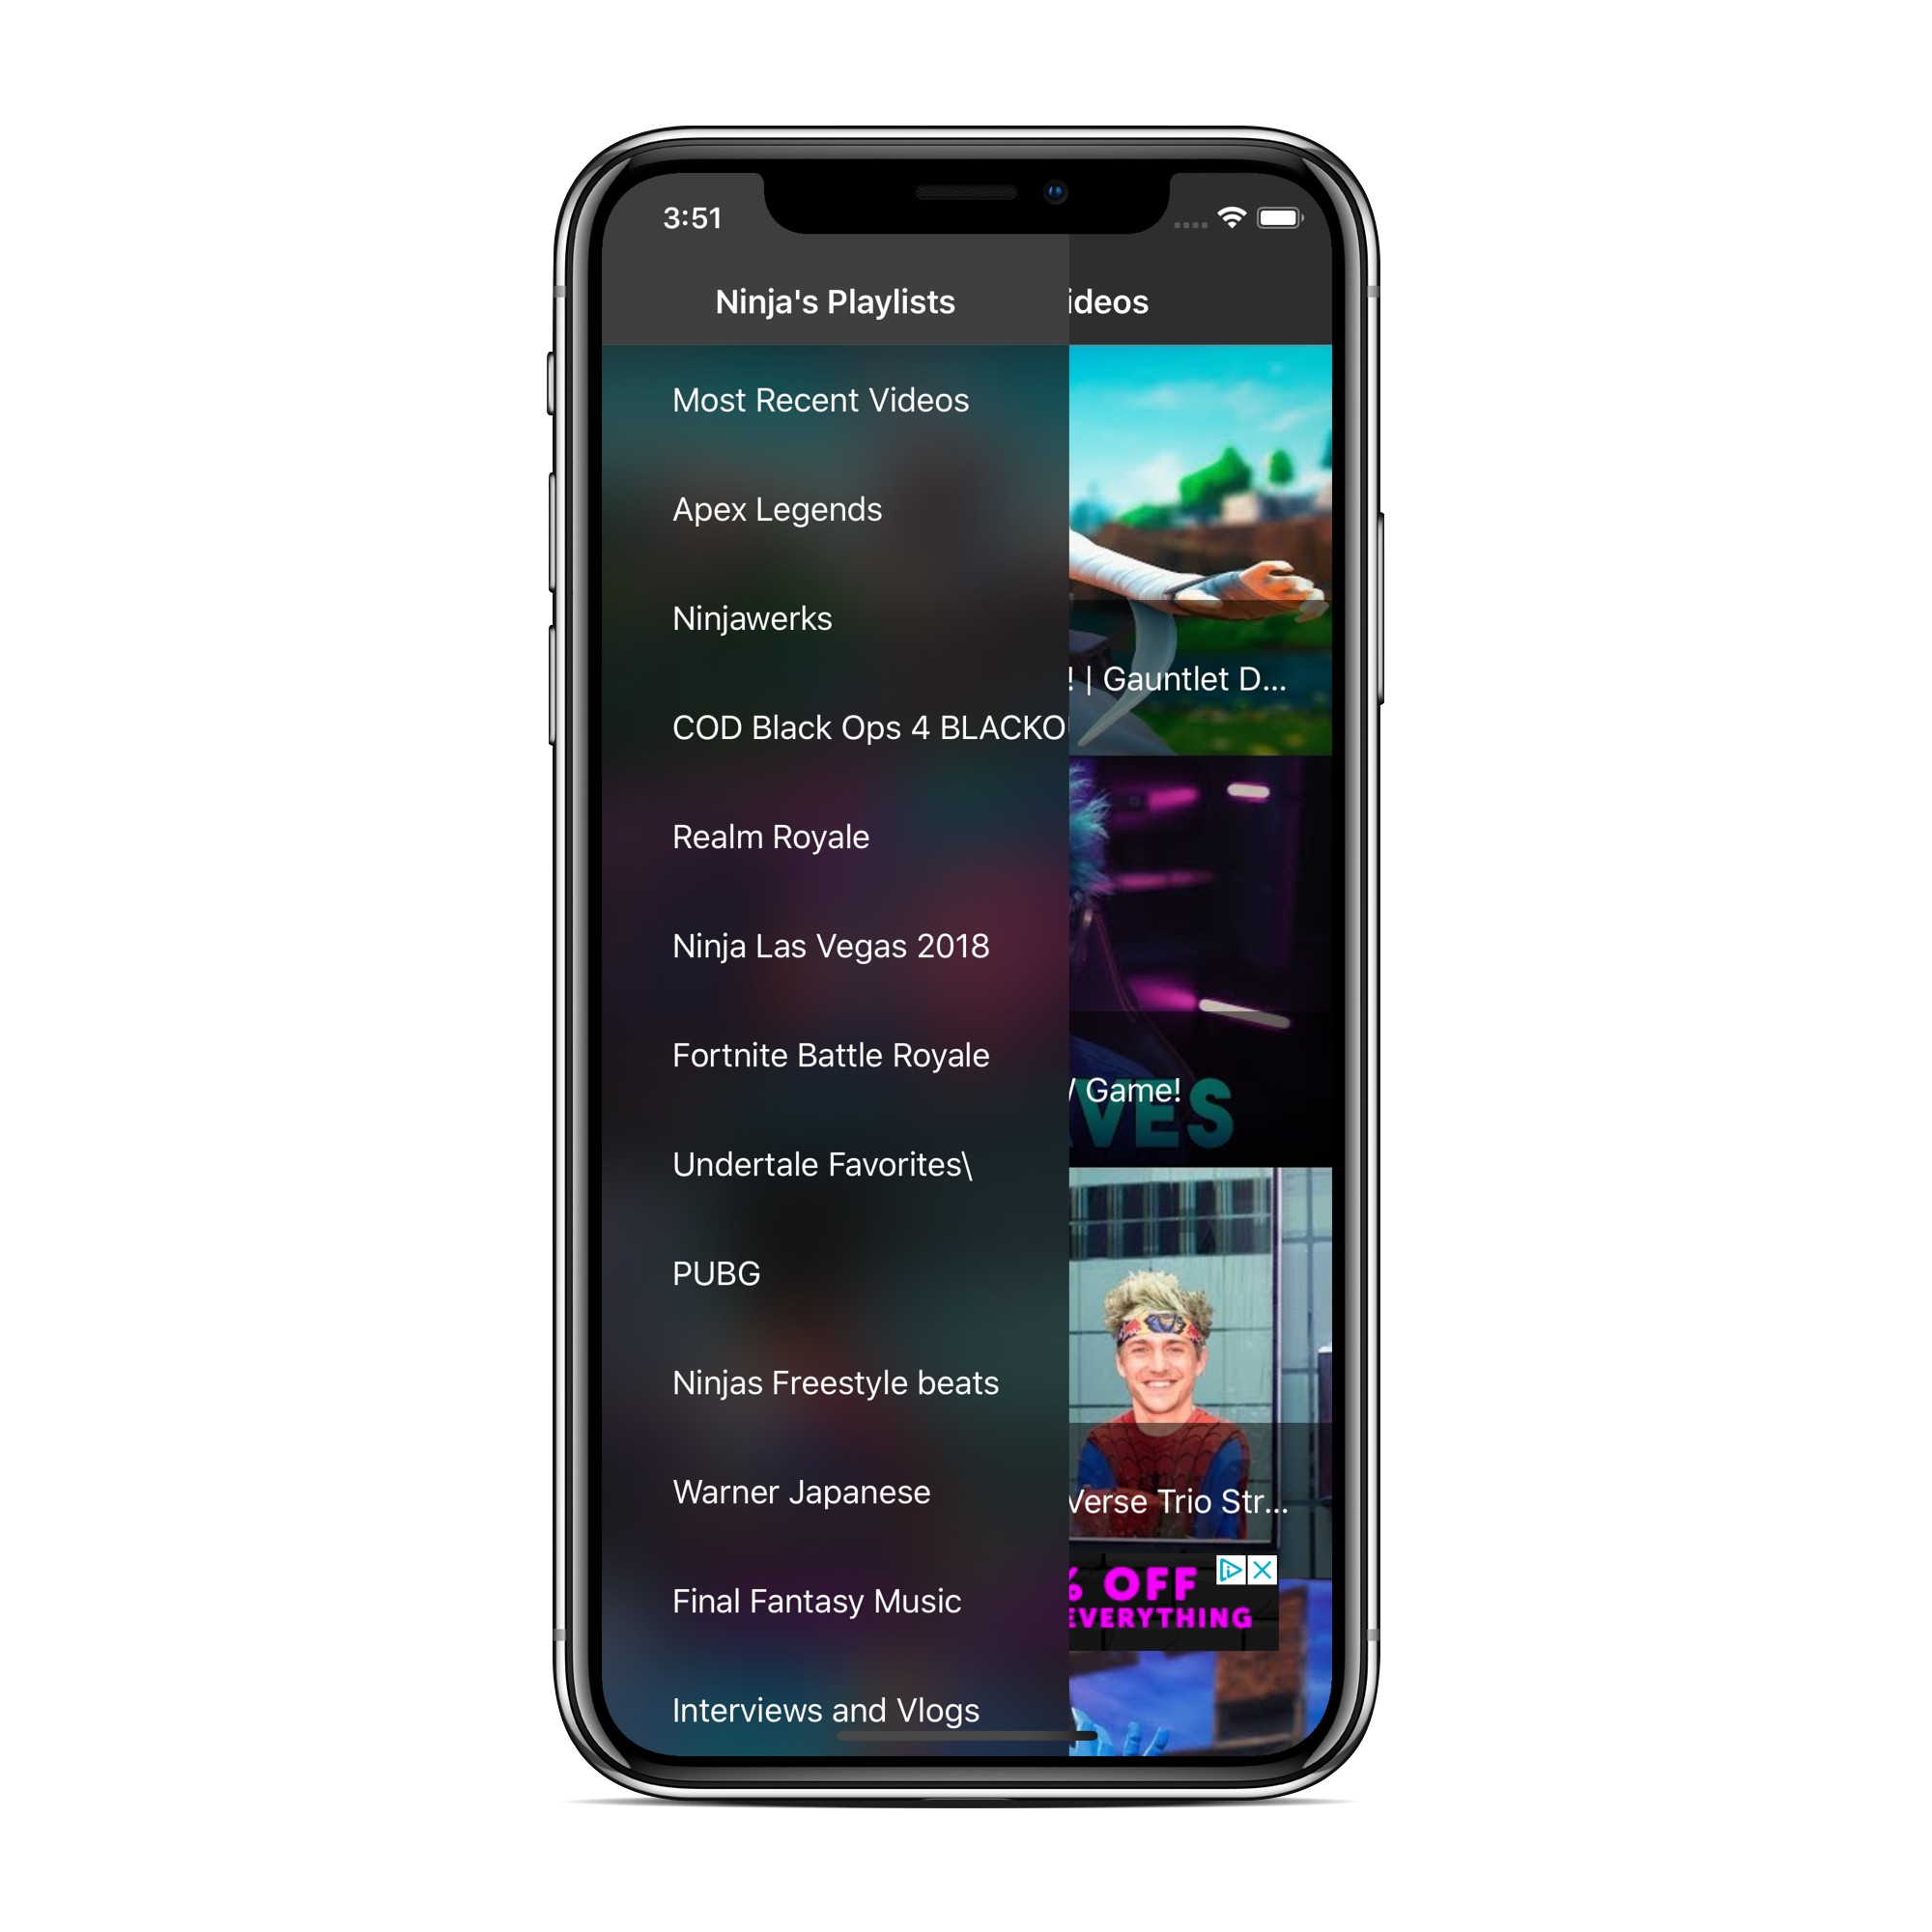 3:51
Ninja's Playlists
ideos
Most Recent Videos
Apex Legends
Ninjawerks
! | Gauntlet D...
COD Black Ops 4 BLACKO
Realm Royale
Ninja Las Vegas 2018
Fortnite Battle Royale
Game!
VES
Undertale Favorites\
PUBG
Ninjas Freestyle beats
Warner Japanese
Verse Trio Str...
% OFF
EVERYTHING
Final Fantasy Music
Interviews and Vlogs